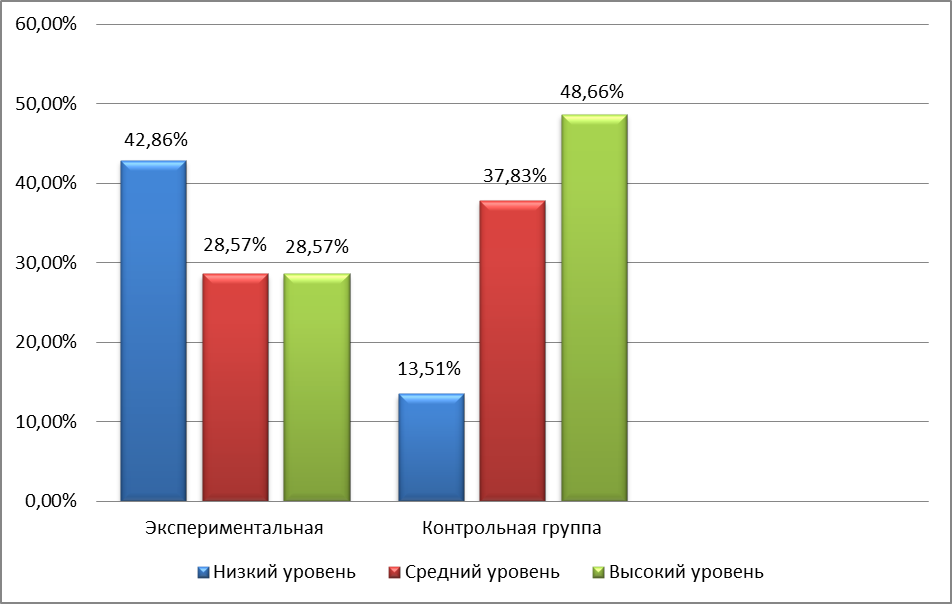 60,00%
50,00%
40,00%
30,00%
20,00%
10,00%
0,00%
42,86%
28,57%
28,57%
13,51%
37,83%
48,66%
Экспериментальная
Контрольная группа
Низкий уровень
Средний уровень
Высокий уровень